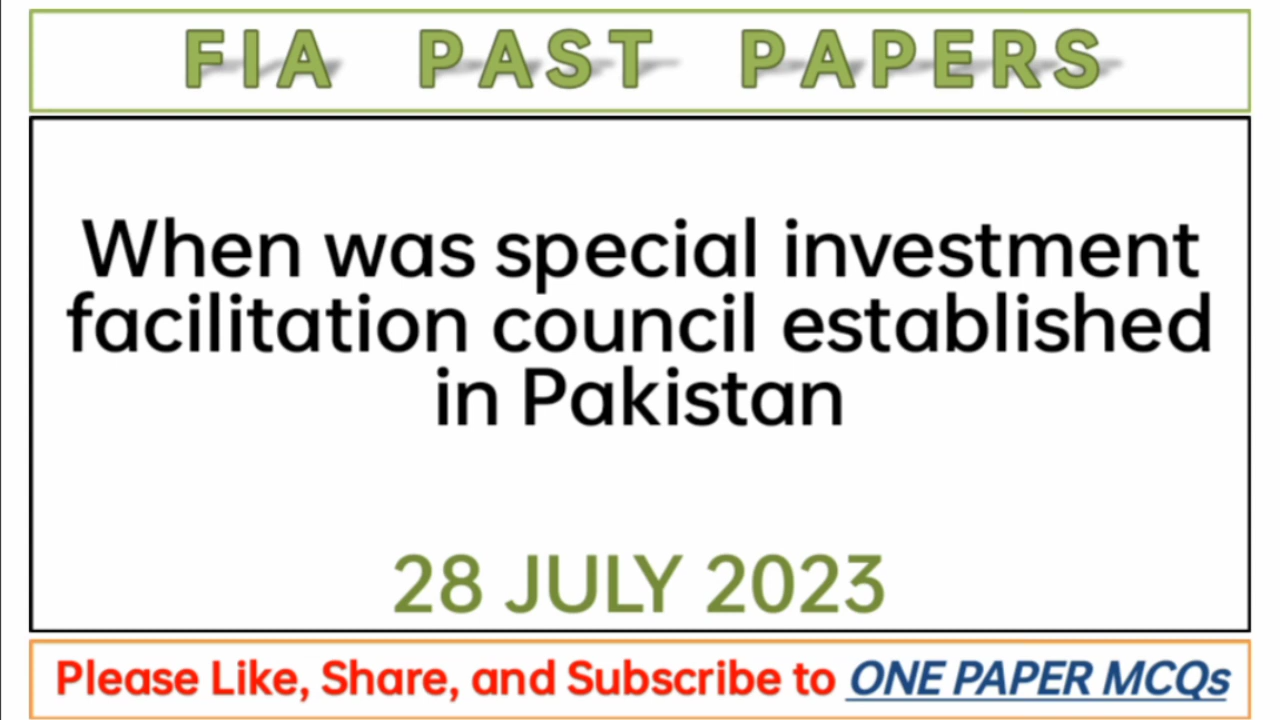 FIA PAST PAPERS
When was special investment
facilitation council established
in Pakistan
28 JULY 2023
Please Like, Share, and Subscribe to ONE PAPER MCQs